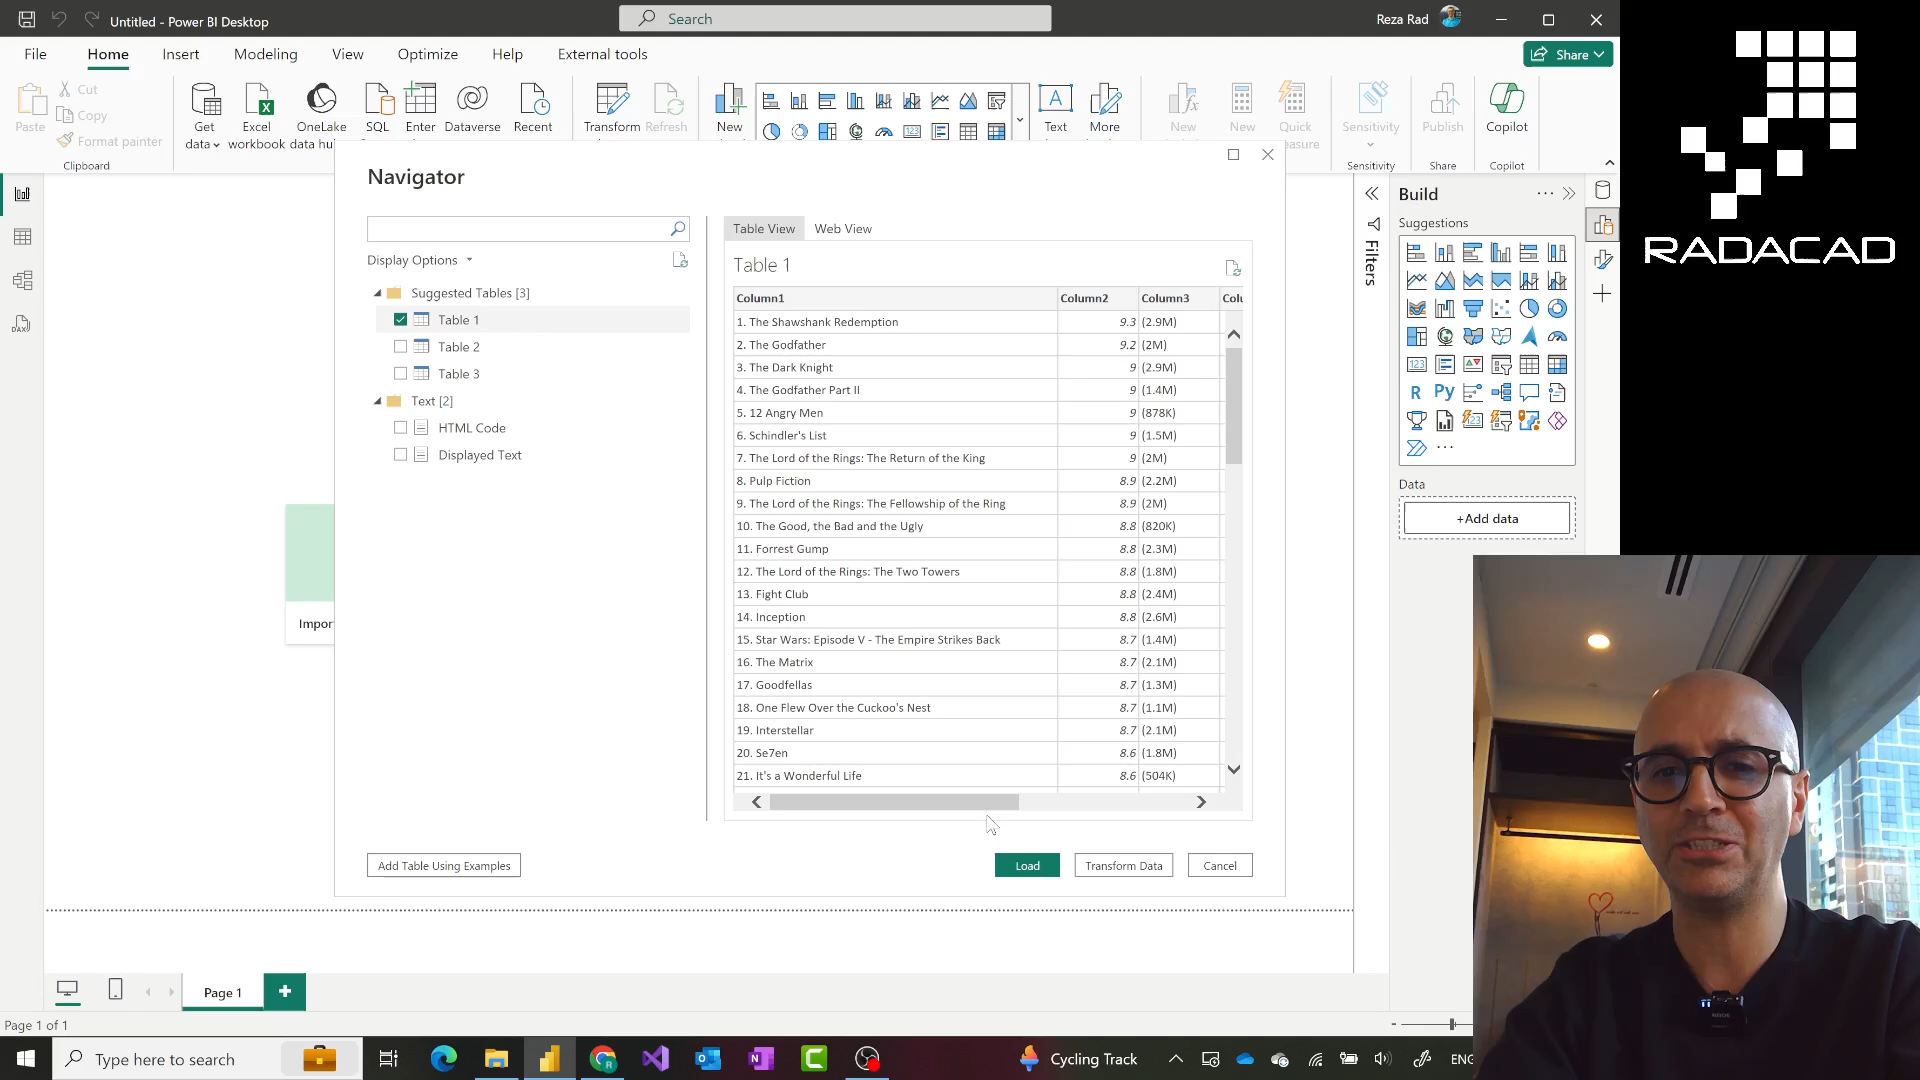 Untitled - Power BI Desktop
Search
Reza Rad
File
Home
Insert
Modeling
View
Optimize
Help
External tools
Share
Paste
Cut
Copy
Format painter
Clipboard
Get
data
Excel
workbook
OneLake
data hu
SQL
Enter
Dataverse
Recent
Transform
Refresh
New
Text
More
New
New
Quick
easure
Sensitivity
Sensitivity
Publish
Share
Copilot
Copilot
RADACAD
Navigator
Display Options
Suggested Tables [3]
Table 1
Table 2
Table 3
Text [2]
HTML Code
Displayed Text
Table View
Web View
Table 1
Column1 Column2 Column3 Colu
1. The Shawshank Redemption 9.3 (2.9M)
2. The Godfather 9.2 (2M)
3. The Dark Knight 9 (2.9M)
4. The Godfather Part II 9 (1.4M)
5. 12 Angry Men 9 (878K)
6. Schindler's List 9 (1.5M)
7. The Lord of the Rings: The Return of the King 9 (2M)
8. Pulp Fiction 8.9 (2.2M)
9. The Lord of the Rings: The Fellowship of the Ring 8.9 (2M)
10. The Good, the Bad and the Ugly 8.8 (820K)
11. Forrest Gump 8.8 (2.3M)
12. The Lord of the Rings: The Two Towers 8.8 (1.8M)
13. Fight Club 8.8 (2.4M)
14. Inception 8.8 (2.6M)
15. Star Wars: Episode V - The Empire Strikes Back 8.7 (1.4M)
16. The Matrix 8.7 (2.1M)
17. Goodfellas 8.7 (1.3M)
18. One Flew Over the Cuckoo's Nest 8.7 (1.1M)
19. Interstellar 8.7 (2.1M)
20. Se7en 8.6 (1.8M)
21. It's a Wonderful Life 8.6 (504K)
Add Table Using Examples
Load
Transform Data
Cancel
Impor
Filters
Build
Suggestions
R
Py
123
Data
+Add data
Page 1
Page 1 of 1
Type here to search
Cycling Track
ENG